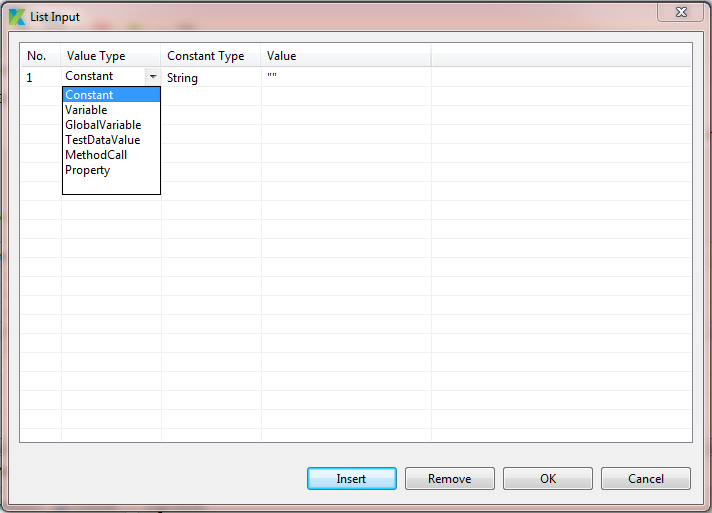 List Input
No. Value Type Constant Type Value
1 Constant String ""
Constant
Variable
GlobalVariable
TestDataValue
MethodCall
Property
Insert Remove OK Cancel